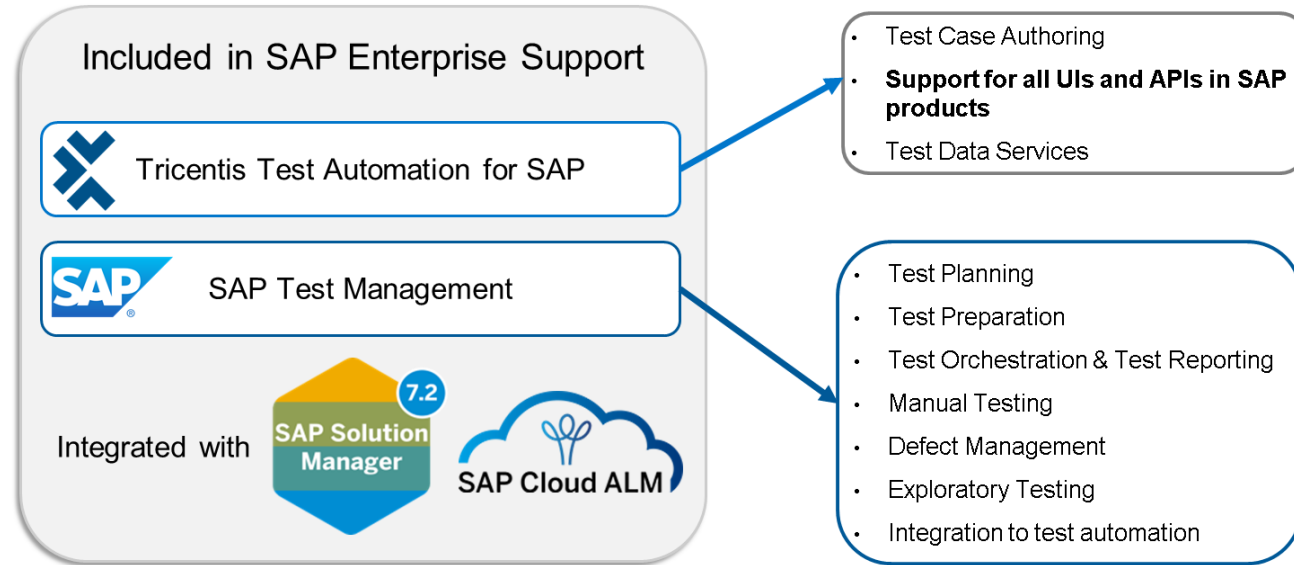 Included in SAP Enterprise Support
Tricentis Test Automation for SAP
SAP®
SAP Test Management
Integrated with
7.2
SAP Solution
Manager
SAP Cloud ALM
• Test Case Authoring
• Support for all UIs and APIs in SAP
products
• Test Data Services
• Test Planning
• Test Preparation
• Test Orchestration & Test Reporting
• Manual Testing
• Defect Management
• Exploratory Testing
• Integration to test automation